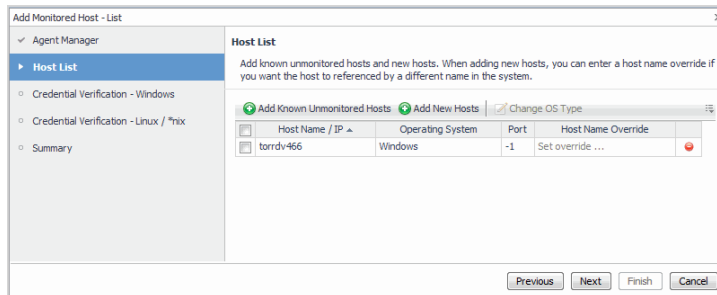 Add Monitored Host - List
Agent Manager
Host List
Credential Verification - Windows
Credential Verification - Linux / *nix
Summary
Host List
Add known unmonitored hosts and new hosts. When adding new hosts, you can enter a host name override if
you want the host to referenced by a different name in the system.
Add Known Unmonitored Hosts Add New Hosts Change OS Type
Host Name / IP Operating System Port Host Name Override
torrdv466 Windows -1 Set override ...
Previous Next Finish Cancel